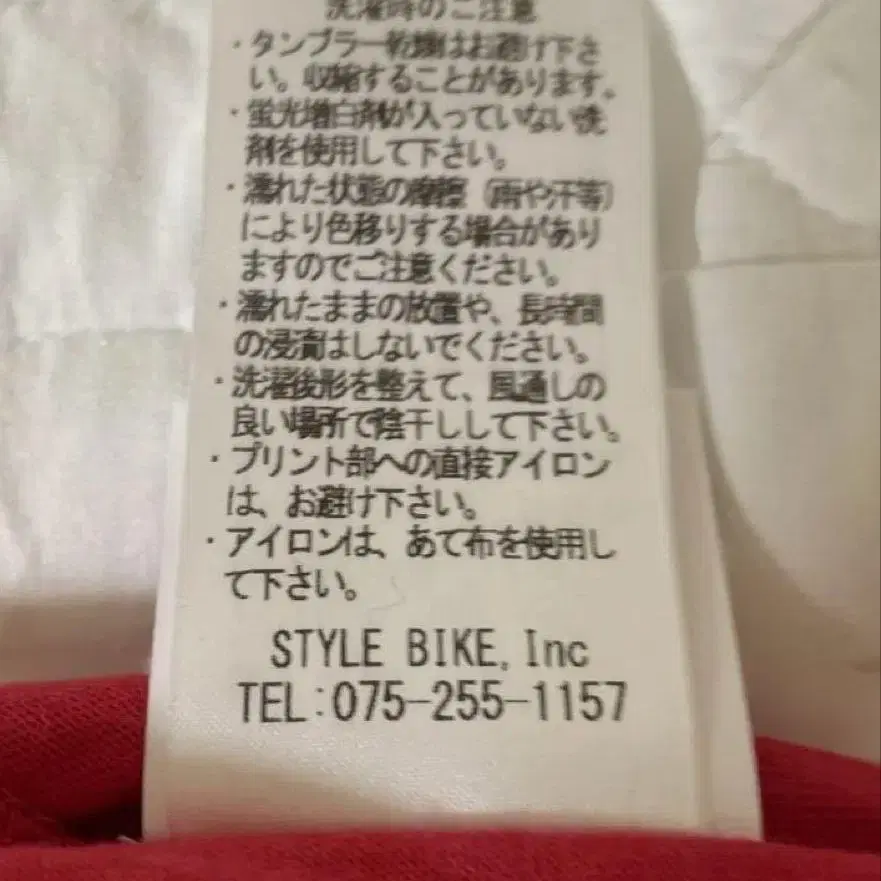 洗濯時のご注意
・タンブラー乾燥はお避け下さ
い。収縮することがあります。
・蛍光増白剤が入っていない洗
剤を使用して下さい。
・濡れた状態の摩擦（雨や汗等）
により色移りする場合があり
ますのでご注意ください。
・濡れたままの放置や、長時間
の浸漬はしないでください。
・洗濯後形を整えて、風通しの
良い場所で陰干しして下さい。
・プリント部への直接アイロン
は、お避け下さい。
・アイロンは、あて布を使用し
て下さい。
STYLE BIKE,Inc
TEL:075-255-1157